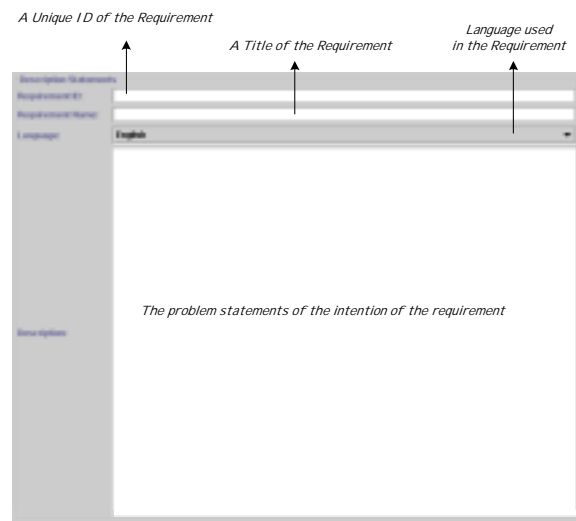 A Unique ID of the Requirement
A Title of the Requirement
Language used
in the Requirement
Description Statements
Requirement ID:
Requirement Name:
Language:
English
The problem statements of the intention of the requirement
Description: